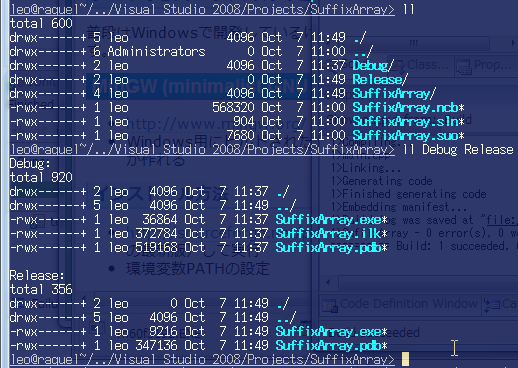 leo@raquel~/../Visual Studio 2008/Projects/SuffixArray> ll
total 600
drwx-----+ 5 leo 4096 Oct 7 11:49 ./
drwx-----+ 6 Administrators 0 Oct 7 11:00 ../
drwx-----+ 2 leo 4096 Oct 7 11:37 Debug/
drwx-----+ 2 leo 0 Oct 7 11:49 Release/
drwx-----+ 4 leo 4096 Oct 7 11:49 SuffixArray/
-rwx-----+ 1 leo 568320 Oct 7 11:00 SuffixArray.ncb*
-rwx-----+ 1 leo 904 Oct 7 11:00 SuffixArray.sln*
-rwx-----+ 1 leo 7680 Oct 7 11:00 SuffixArray.suo*
leo@raquel~/../Visual Studio 2008/Projects/SuffixArray> ll Debug Release
Debug:
total 920
drwx-----+ 2 leo 4096 Oct 7 11:37 ./
drwx-----+ 5 leo 4096 Oct 7 11:49 ../
-rwx-----+ 1 leo 36864 Oct 7 11:37 SuffixArray.exe*
-rwx-----+ 1 leo 372784 Oct 7 11:37 SuffixArray.ilk*
-rwx-----+ 1 leo 519168 Oct 7 11:37 SuffixArray.pdb*
Release:
total 356
drwx-----+ 2 leo 0 Oct 7 11:49 ./
drwx-----+ 5 leo 4096 Oct 7 11:49 ../
-rwx-----+ 1 leo 9216 Oct 7 11:49 SuffixArray.exe*
-rwx-----+ 1 leo 347136 Oct 7 11:49 SuffixArray.pdb*
leo@raquel~/../Visual Studio 2008/Projects/SuffixArray>
1>Linking...
1>Generating code
1>Finished generating code
1>Embedding manifest...
Code Definition Window
環境変数PATHの設定